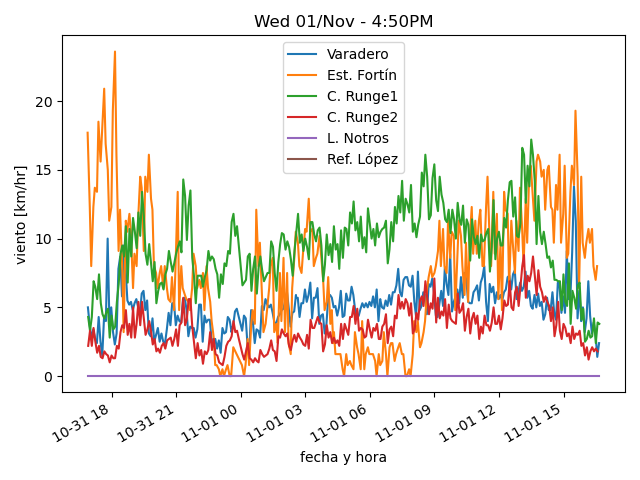 Wed 01/Nov - 4:50PM
Varadero
Est. Fortín
C. Runge1
C. Runge2
L. Notros
Ref. López
viento [km/hr]
20
15
10
5
0
10-31 18
10-31 21
11-01 00
11-01 03
11-01 06
11-01 09
11-01 12
11-01 15
fecha y hora